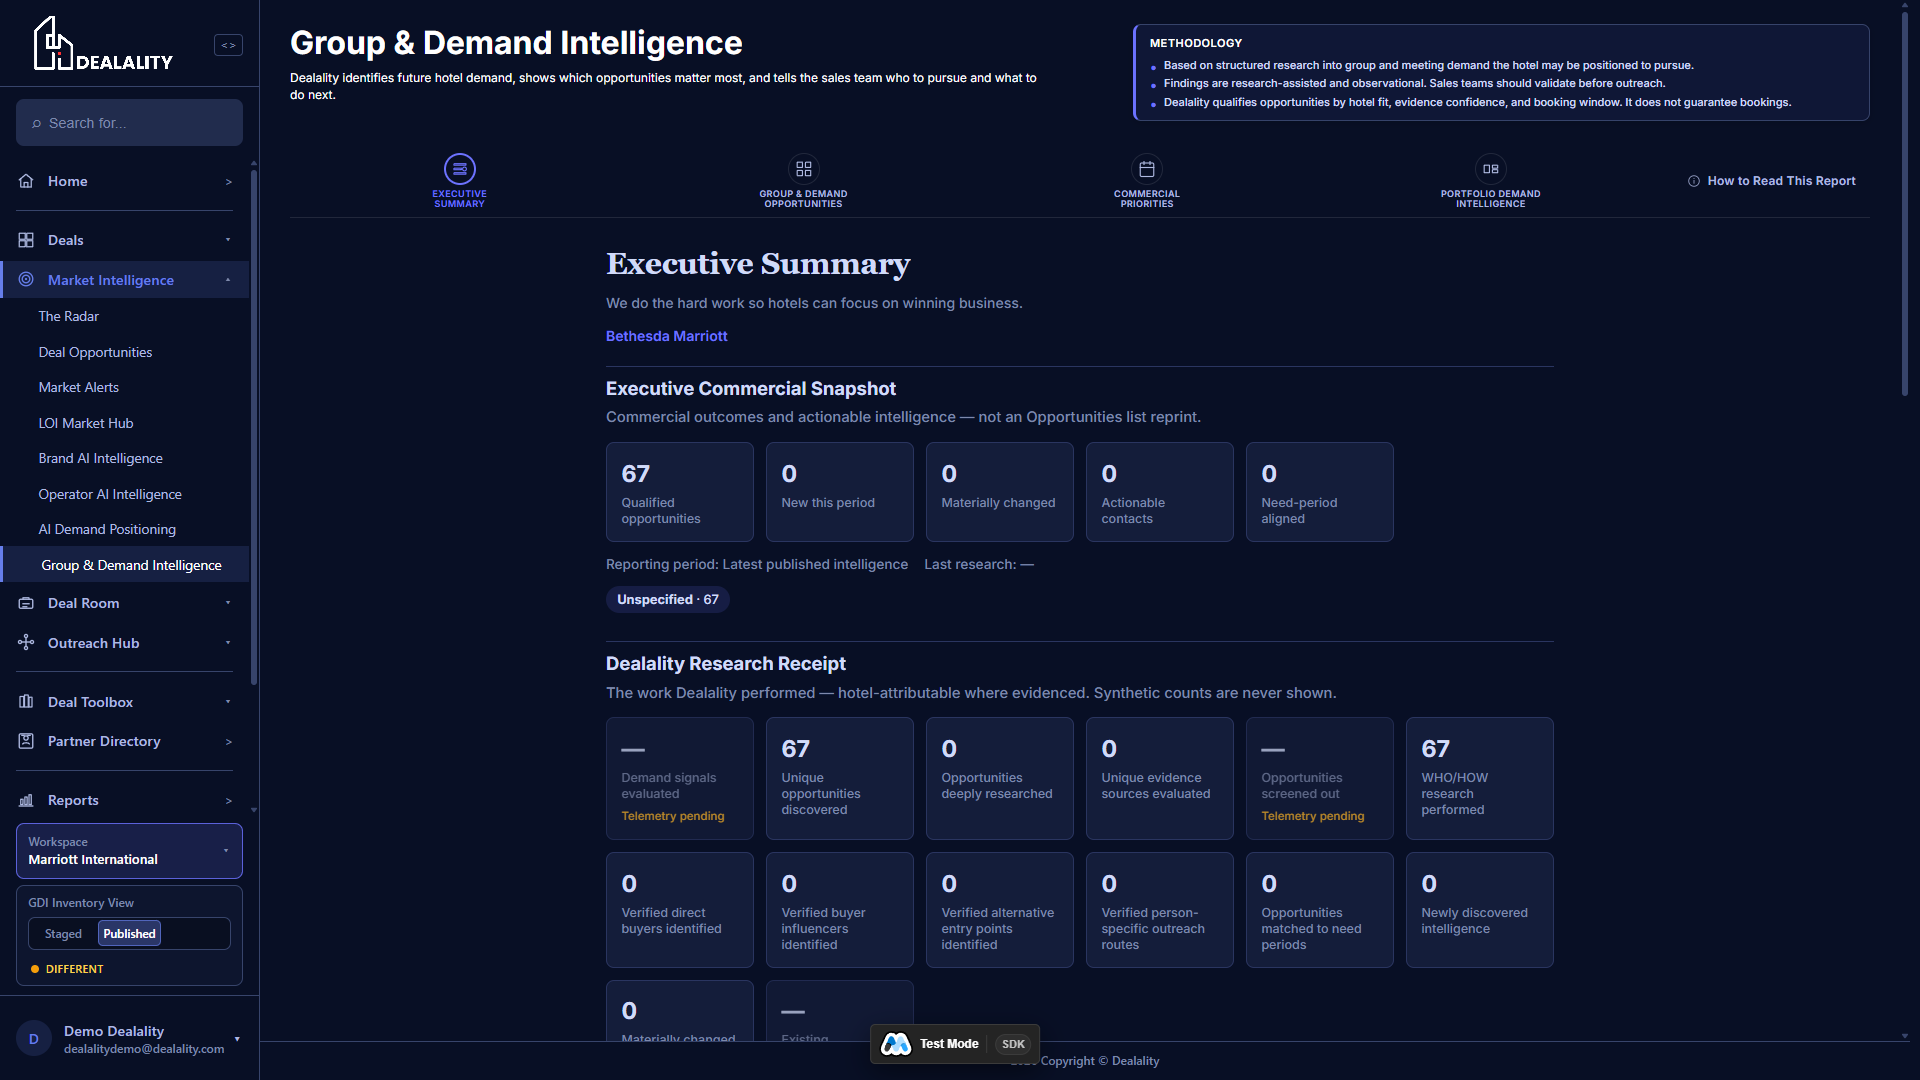 DEALALITY
<>
Search for...
Home
Deals
Market Intelligence
The Radar
Deal Opportunities
Market Alerts
LOI Market Hub
Brand AI Intelligence
Operator AI Intelligence
AI Demand Positioning
Group & Demand Intelligence
Deal Room
Outreach Hub
Deal Toolbox
Partner Directory
Reports
Workspace
Marriott International
GDI Inventory View
Staged
Published
DIFFERENT
D
Demo Dealality
dealalitydemo@dealality.com
Group & Demand Intelligence
Dealality identifies future hotel demand, shows which opportunities matter most, and tells the sales team who to pursue and what to
do next.
METHODOLOGY
Based on structured research into group and meeting demand the hotel may be positioned to pursue.
Findings are research-assisted and observational. Sales teams should validate before outreach.
Dealality qualifies opportunities by hotel fit, evidence confidence, and booking window. It does not guarantee bookings.
EXECUTIVE
SUMMARY
GROUP & DEMAND
OPPORTUNITIES
COMMERCIAL
PRIORITIES
PORTFOLIO DEMAND
INTELLIGENCE
How to Read This Report
Executive Summary
We do the hard work so hotels can focus on winning business.
Bethesda Marriott
Executive Commercial Snapshot
Commercial outcomes and actionable intelligence — not an Opportunities list reprint.
67
Qualified
opportunities
0
New this period
0
Materially changed
0
Actionable
contacts
0
Need-period
aligned
Reporting period: Latest published intelligence Last research: —
Unspecified · 67
Dealality Research Receipt
The work Dealality performed — hotel-attributable where evidenced. Synthetic counts are never shown.
—
Demand signals
evaluated
Telemetry pending
67
Unique
opportunities
discovered
0
Opportunities
deeply researched
0
Unique evidence
sources evaluated
—
Opportunities
screened out
Telemetry pending
67
WHO/HOW
research
performed
0
Verified direct
buyers identified
0
Verified buyer
influencers
identified
0
Verified alternative
entry points
identified
0
Verified person-
specific outreach
routes
0
Opportunities
matched to need
periods
0
Newly discovered
intelligence
0
Materially changed
—
Existing
Test Mode
SDK
Copyright © Dealality